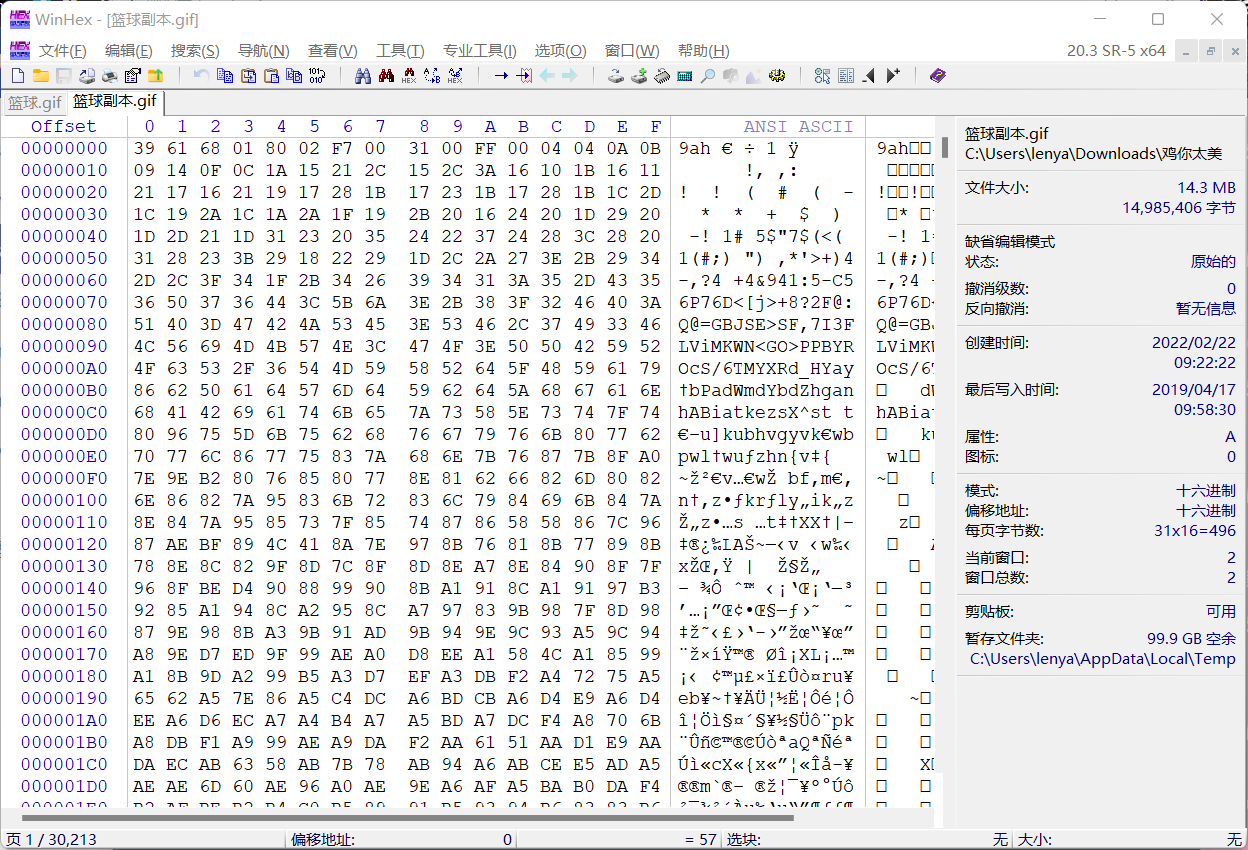 WinHex - [篮球副本.gif]
文件(F) 编辑(E) 搜索(S) 导航(N) 查看(V) 工具(T) 专业工具(I) 选项(O) 窗口(W) 帮助(H) 20.3 SR-5 x64
篮球.gif 篮球副本.gif
Offset 0 1 2 3 4 5 6 7 8 9 A B C D E F ANSI ASCII
00000000 39 61 68 01 80 02 F7 00 31 00 FF 00 04 04 0A 0B 9ah € ÷ 1 ÿ
00000010 09 14 0F 0C 1A 15 21 2C 15 2C 3A 16 10 1B 16 11 !, ,:
00000020 21 17 16 21 19 17 28 1B 17 23 1B 17 28 1B 1C 2D ! ! ( # ( -
00000030 1C 19 2A 1C 1A 2A 1F 19 2B 20 16 24 20 1D 29 20 * * + $ )
00000040 1D 2D 21 1D 31 23 20 35 24 22 37 24 28 3C 28 20 -! 1# 5$"7$(<(
00000050 31 28 23 3B 29 18 22 29 1D 2C 2A 27 3E 2B 29 34 1(#;) ") ,*'>+)4
00000060 2D 2C 3F 34 1F 2B 34 26 39 34 31 3A 35 2D 43 35 -,?4 +4&941:5-C5
00000070 36 50 37 36 44 3C 5B 6A 3E 2B 38 3F 32 46 40 3A 6P76D<[j>+8?2F@:
00000080 51 40 3D 47 42 4A 53 45 3E 53 46 2C 37 49 33 46 Q@=GBJSE>SF,7I3F
00000090 4C 56 69 4D 4B 57 4E 3C 47 4F 3E 50 50 42 59 52 LViMKWN<GO>PPBYR
000000A0 4F 63 53 2F 36 54 4D 59 58 52 64 5F 48 59 61 79 OcS/6TMYXRd_HYay
000000B0 86 62 50 61 64 57 6D 64 59 62 64 5A 68 67 61 6E †bPadWmdYbdZhgan
000000C0 68 41 42 69 61 74 6B 65 7A 73 58 5E 73 74 7F 74 hABiatkezsX^st t
000000D0 80 96 75 5D 6B 75 62 68 76 67 79 76 6B 80 77 62 €–u]kubhvgyvk€wb
000000E0 70 77 6C 86 77 75 83 7A 68 6E 7B 76 87 7B 8F A0 pwl†wuƒzhn{v‡{
000000F0 7E 9E B2 80 76 85 80 77 8E 81 62 66 82 6D 80 82 ~ž²€v…€wŽ bf‚m€‚
00000100 6E 86 82 7A 95 83 6B 72 83 6C 79 84 69 6B 84 7A n†‚z•ƒkrƒly„ik„z
00000110 8E 84 7A 95 85 73 7F 85 74 87 86 58 58 86 7C 96 Ž„z•…s …t‡†XX†|–
00000120 87 AE BF 89 4C 41 8A 7E 97 8B 76 81 8B 77 89 8B ‡®¿‰LAŠ~—‹v ‹w‰‹
00000130 78 8E 8C 82 9F 8D 7C 8F 8D 8E A7 8E 84 90 8F 7F xŽŒ‚Ÿ | Ž§Ž„
00000140 96 8F BE D4 90 88 99 90 8B A1 91 8C A1 91 97 B3 – ¾Ô ˆ™ ‹¡‘Œ¡‘—³
00000150 92 85 A1 94 8C A2 95 8C A7 97 83 9B 98 7F 8D 98 ’…¡”Œ¢•Œ§—ƒ›˜ ˜
00000160 87 9E 98 8B A3 9B 91 AD 9B 94 9E 9C 93 A5 9C 94 ‡ž˜‹£›‘-›”žœ“¥œ”
00000170 A8 9E D7 ED 9F 99 AE A0 D8 EE A1 58 4C A1 85 99 ¨ž×íŸ™® Øî¡XL¡…™
00000180 A1 8B 9D A2 99 B5 A3 D7 EF A3 DB F2 A4 72 75 A5 ¡‹ ¢™µ£×ï£Ûò¤ru¥
00000190 65 62 A5 7E 86 A5 C4 DC A6 BD CB A6 D4 E9 A6 D4 eb¥~†¥ÄÜ¦½Ë¦Ôé¦Ô
000001A0 EE A6 D6 EC A7 A4 B4 A7 A5 BD A7 DC F4 A8 70 6B î¦Öì§¤´§¥½§Üô¨pk
000001B0 A8 DB F1 A9 99 AE A9 DA F2 AA 61 51 AA D1 E9 AA ¨Ûñ©™®©ÚòªaQªÑéª
000001C0 DA EC AB 63 58 AB 7B 78 AB 94 A6 AB CE E5 AD A5 Úì«cX«{x«”¦«Îå-¥
000001D0 AE AE 6D 60 AE 96 A0 AE 9E A6 AF A5 BA B0 DA F4 ®®m`®– ®ž¦¯¥º°Úô
篮球副本.gif
C:\Users\lenya\Downloads\鸡你太美
文件大小: 14.3 MB
14,985,406 字节
缺省编辑模式
状态: 原始的
撤消级数: 0
反向撤消: 暂无信息
创建时间: 2022/02/22
09:22:22
最后写入时间: 2019/04/17
09:58:30
属性: A
图标: 0
模式: 十六进制
偏移地址: 十六进制
每页字节数: 31x16=496
当前窗口: 2
窗口总数: 2
剪贴板: 可用
暂存文件夹: 99.9 GB 空余
C:\Users\lenya\AppData\Local\Temp
页 1 / 30,213 偏移地址: 0 = 57 选块: 无 大小: 无